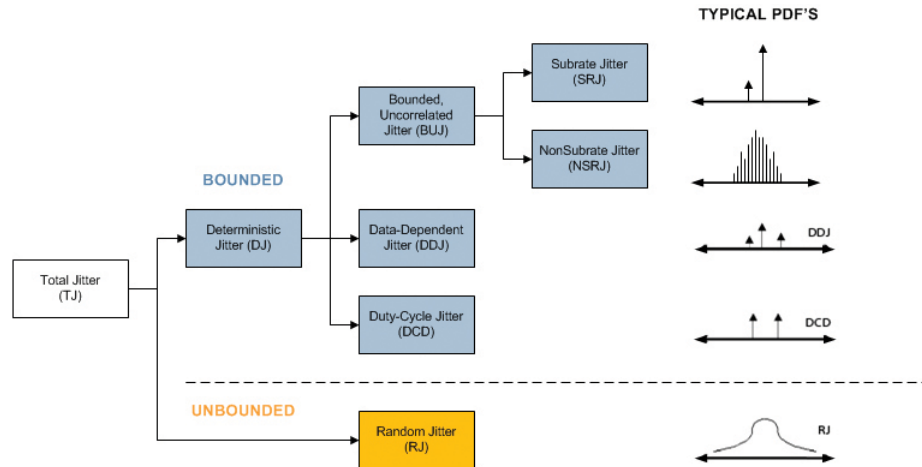 TYPICAL PDF'S
Subrate Jitter
(SRJ)
Bounded,
Uncorrelated
Jitter (BUJ)
NonSubrate Jitter
(NSRJ)
BOUNDED
Deterministic
Jitter (DJ)
Data-Dependent
Jitter (DDJ)
DDJ
Total Jitter
(TJ)
Duty-Cycle Jitter
(DCD)
DCD
UNBOUNDED
Random Jitter
(RJ)
RJ